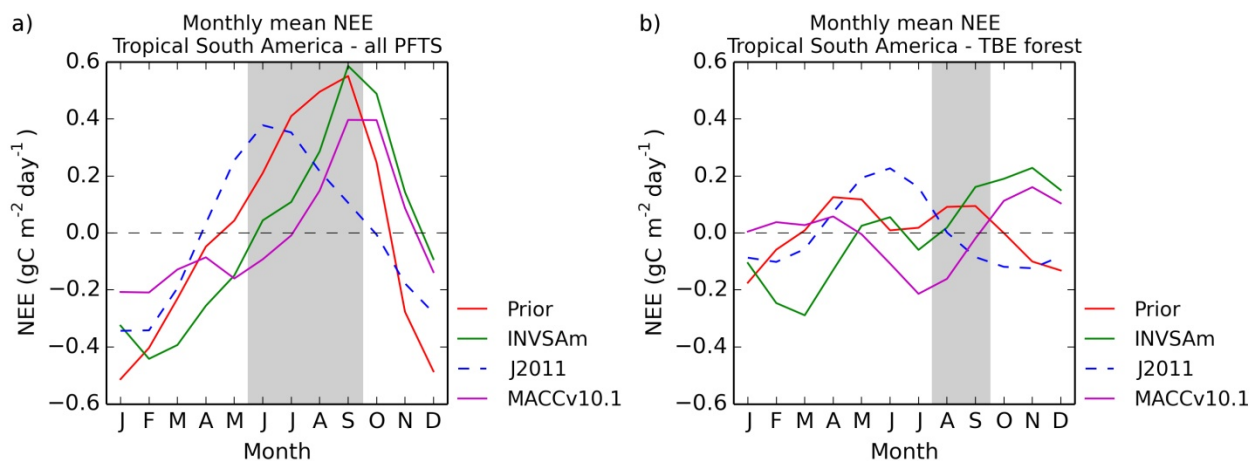 a)
Monthly mean NEE
Tropical South America - all PFTS
NEE (gC m⁻² day⁻¹)
0.6
0.4
0.2
0.0
−0.2
−0.4
−0.6
J F M A M J J A S O N D
Month
Prior
INVSAm
J2011
MACCv10.1
b)
Monthly mean NEE
Tropical South America - TBE forest
NEE (gC m⁻² day⁻¹)
0.6
0.4
0.2
0.0
−0.2
−0.4
−0.6
J F M A M J J A S O N D
Month
Prior
INVSAm
J2011
MACCv10.1